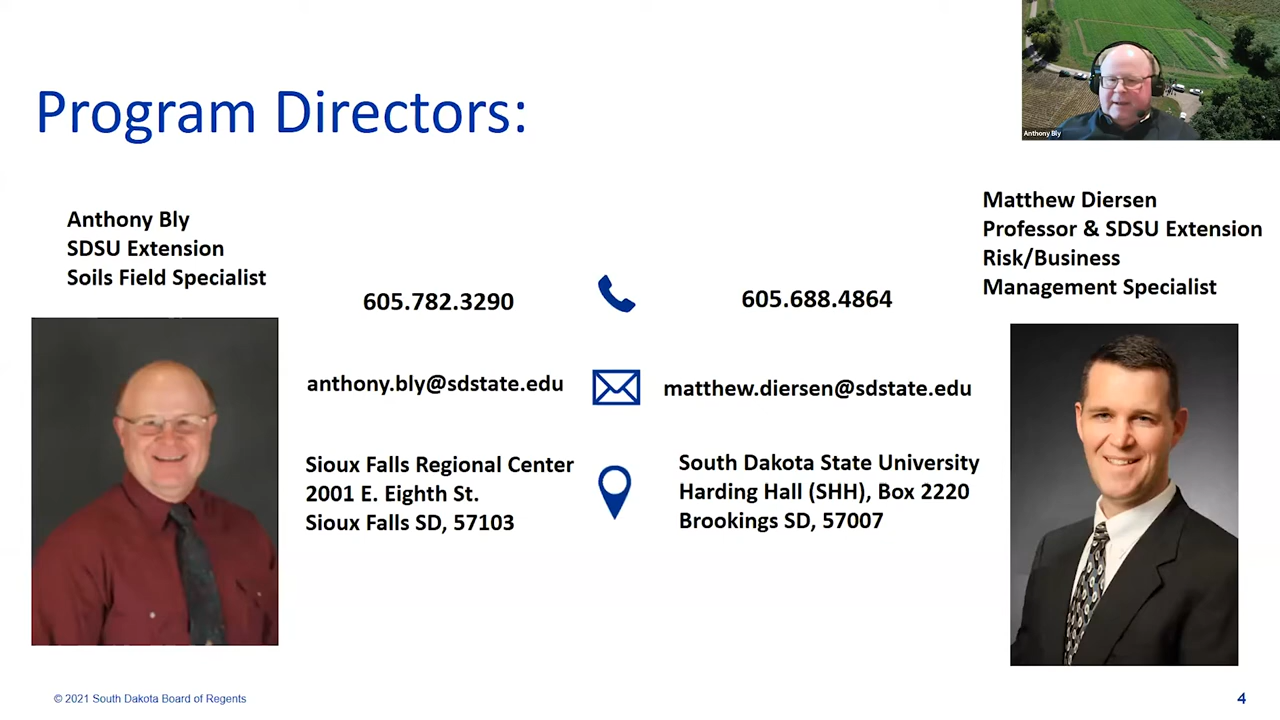 Program Directors:
Anthony Bly
Anthony Bly
SDSU Extension
Soils Field Specialist
605.782.3290
anthony.bly@sdstate.edu
Sioux Falls Regional Center
2001 E. Eighth St.
Sioux Falls SD, 57103
Matthew Diersen
Professor & SDSU Extension
Risk/Business
Management Specialist
605.688.4864
matthew.diersen@sdstate.edu
South Dakota State University
Harding Hall (SHH), Box 2220
Brookings SD, 57007
© 2021 South Dakota Board of Regents
4